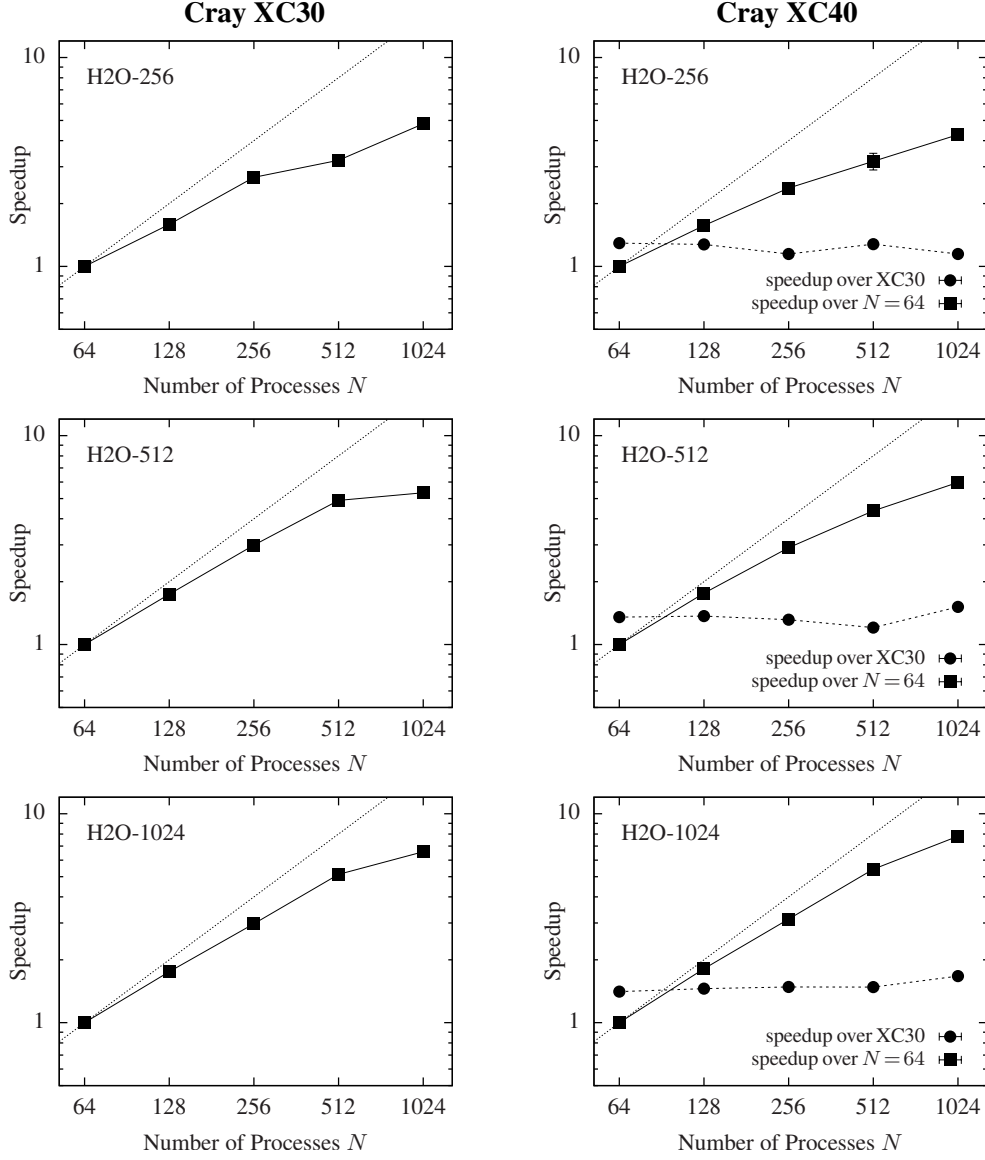 Cray XC30
Cray XC40
10
H2O-256
Speedup
1
64 128 256 512 1024
Number of Processes N
10
H2O-256
Speedup
1
speedup over XC30
speedup over N = 64
64 128 256 512 1024
Number of Processes N
10
H2O-512
Speedup
1
64 128 256 512 1024
Number of Processes N
10
H2O-512
Speedup
1
speedup over XC30
speedup over N = 64
64 128 256 512 1024
Number of Processes N
10
H2O-1024
Speedup
1
64 128 256 512 1024
Number of Processes N
10
H2O-1024
Speedup
1
speedup over XC30
speedup over N = 64
64 128 256 512 1024
Number of Processes N